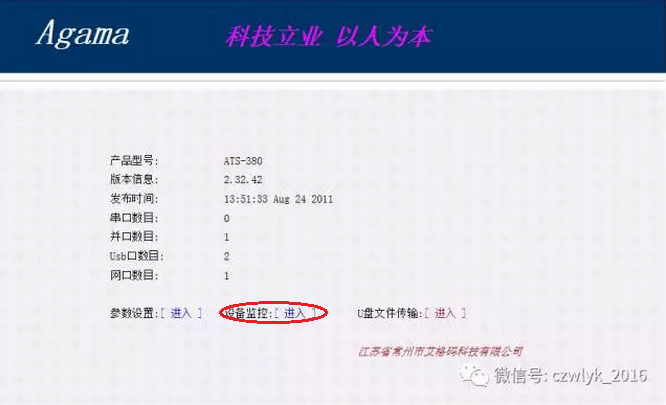 Agama 科技立业 以人为本
产品型号: ATS-380
版本信息: 2.32.42
发布时间: 13:51:33 Aug 24 2011
串口数目: 0
并口数目: 1
Usb口数目: 2
网口数目: 1
参数设置:[ 进入 ] 设备监控:[ 进入 ] U盘文件传输:[ 进入 ]
江苏省常州市艾格码科技有限公司
微信号: czwlyk_2016